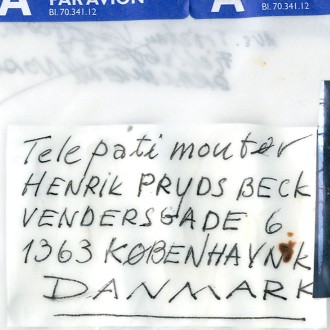 A PAR AVION A
Bl. 70.341.12 Bl. 70.341.12
Telepati mouter
HENRIK PRYDS BECK
VENDERSGADE 6
1363 KØBENHAVN K
DANMARK